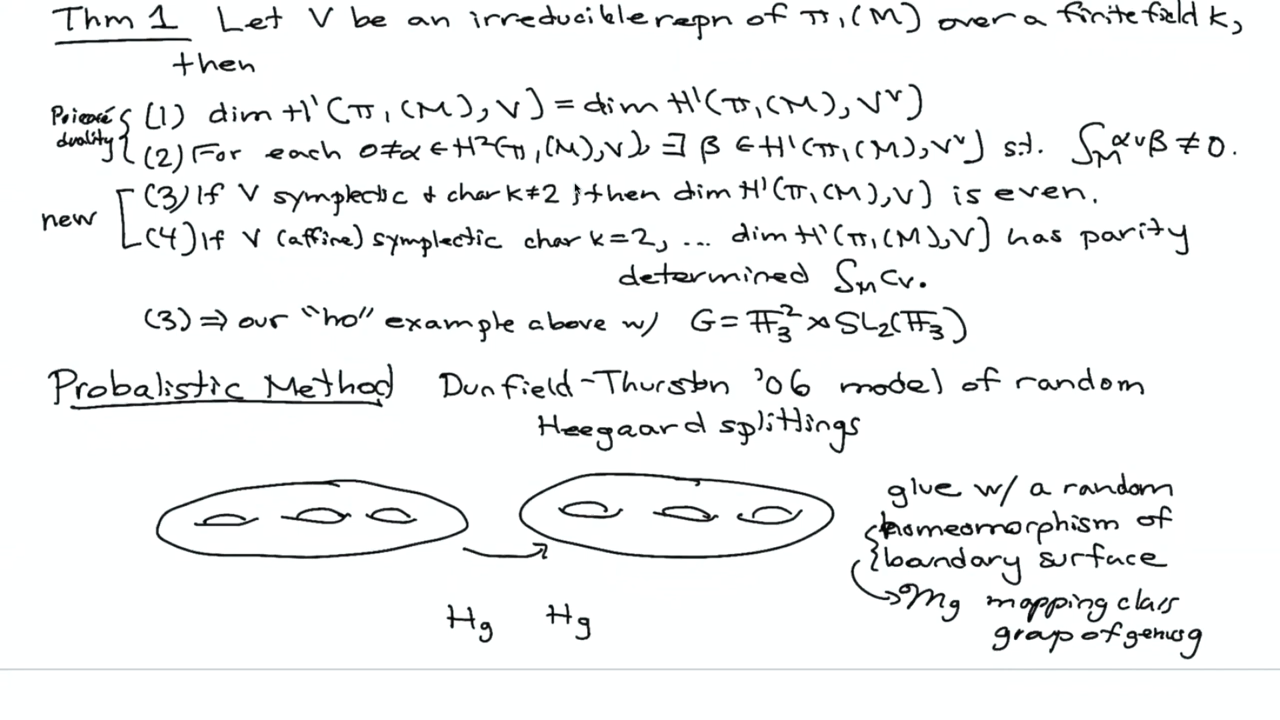 Thm 1 Let V be an irreducible repn of π₁(M) over a finite field k,
then
Poicaré duality { (1) dim H¹(π₁(M), V) = dim H¹(π₁(M), V^∨)
(2) For each 0≠α ∈ H²(π₁(M), V), ∃ β ∈ H¹(π₁(M), V^∨) s.t. ∫_M α∪β ≠ 0.
new [ (3) If V symplectic + char k≠2, then dim H¹(π₁(M), V) is even.
(4) If V (affine) symplectic char k=2, ... dim H¹(π₁(M), V) has parity
determined ∫_M c_V.
(3) ⇒ our "no" example above w/ G = 𝔽₃² ⋊ SL₂(𝔽₃)
Probalistic Method Dunfield-Thurston '06 model of random
Heegaard splittings
glue w/ a random
homeomorphism of
boundary surface
→ M_g mapping class
group of genus g
H_g H_g